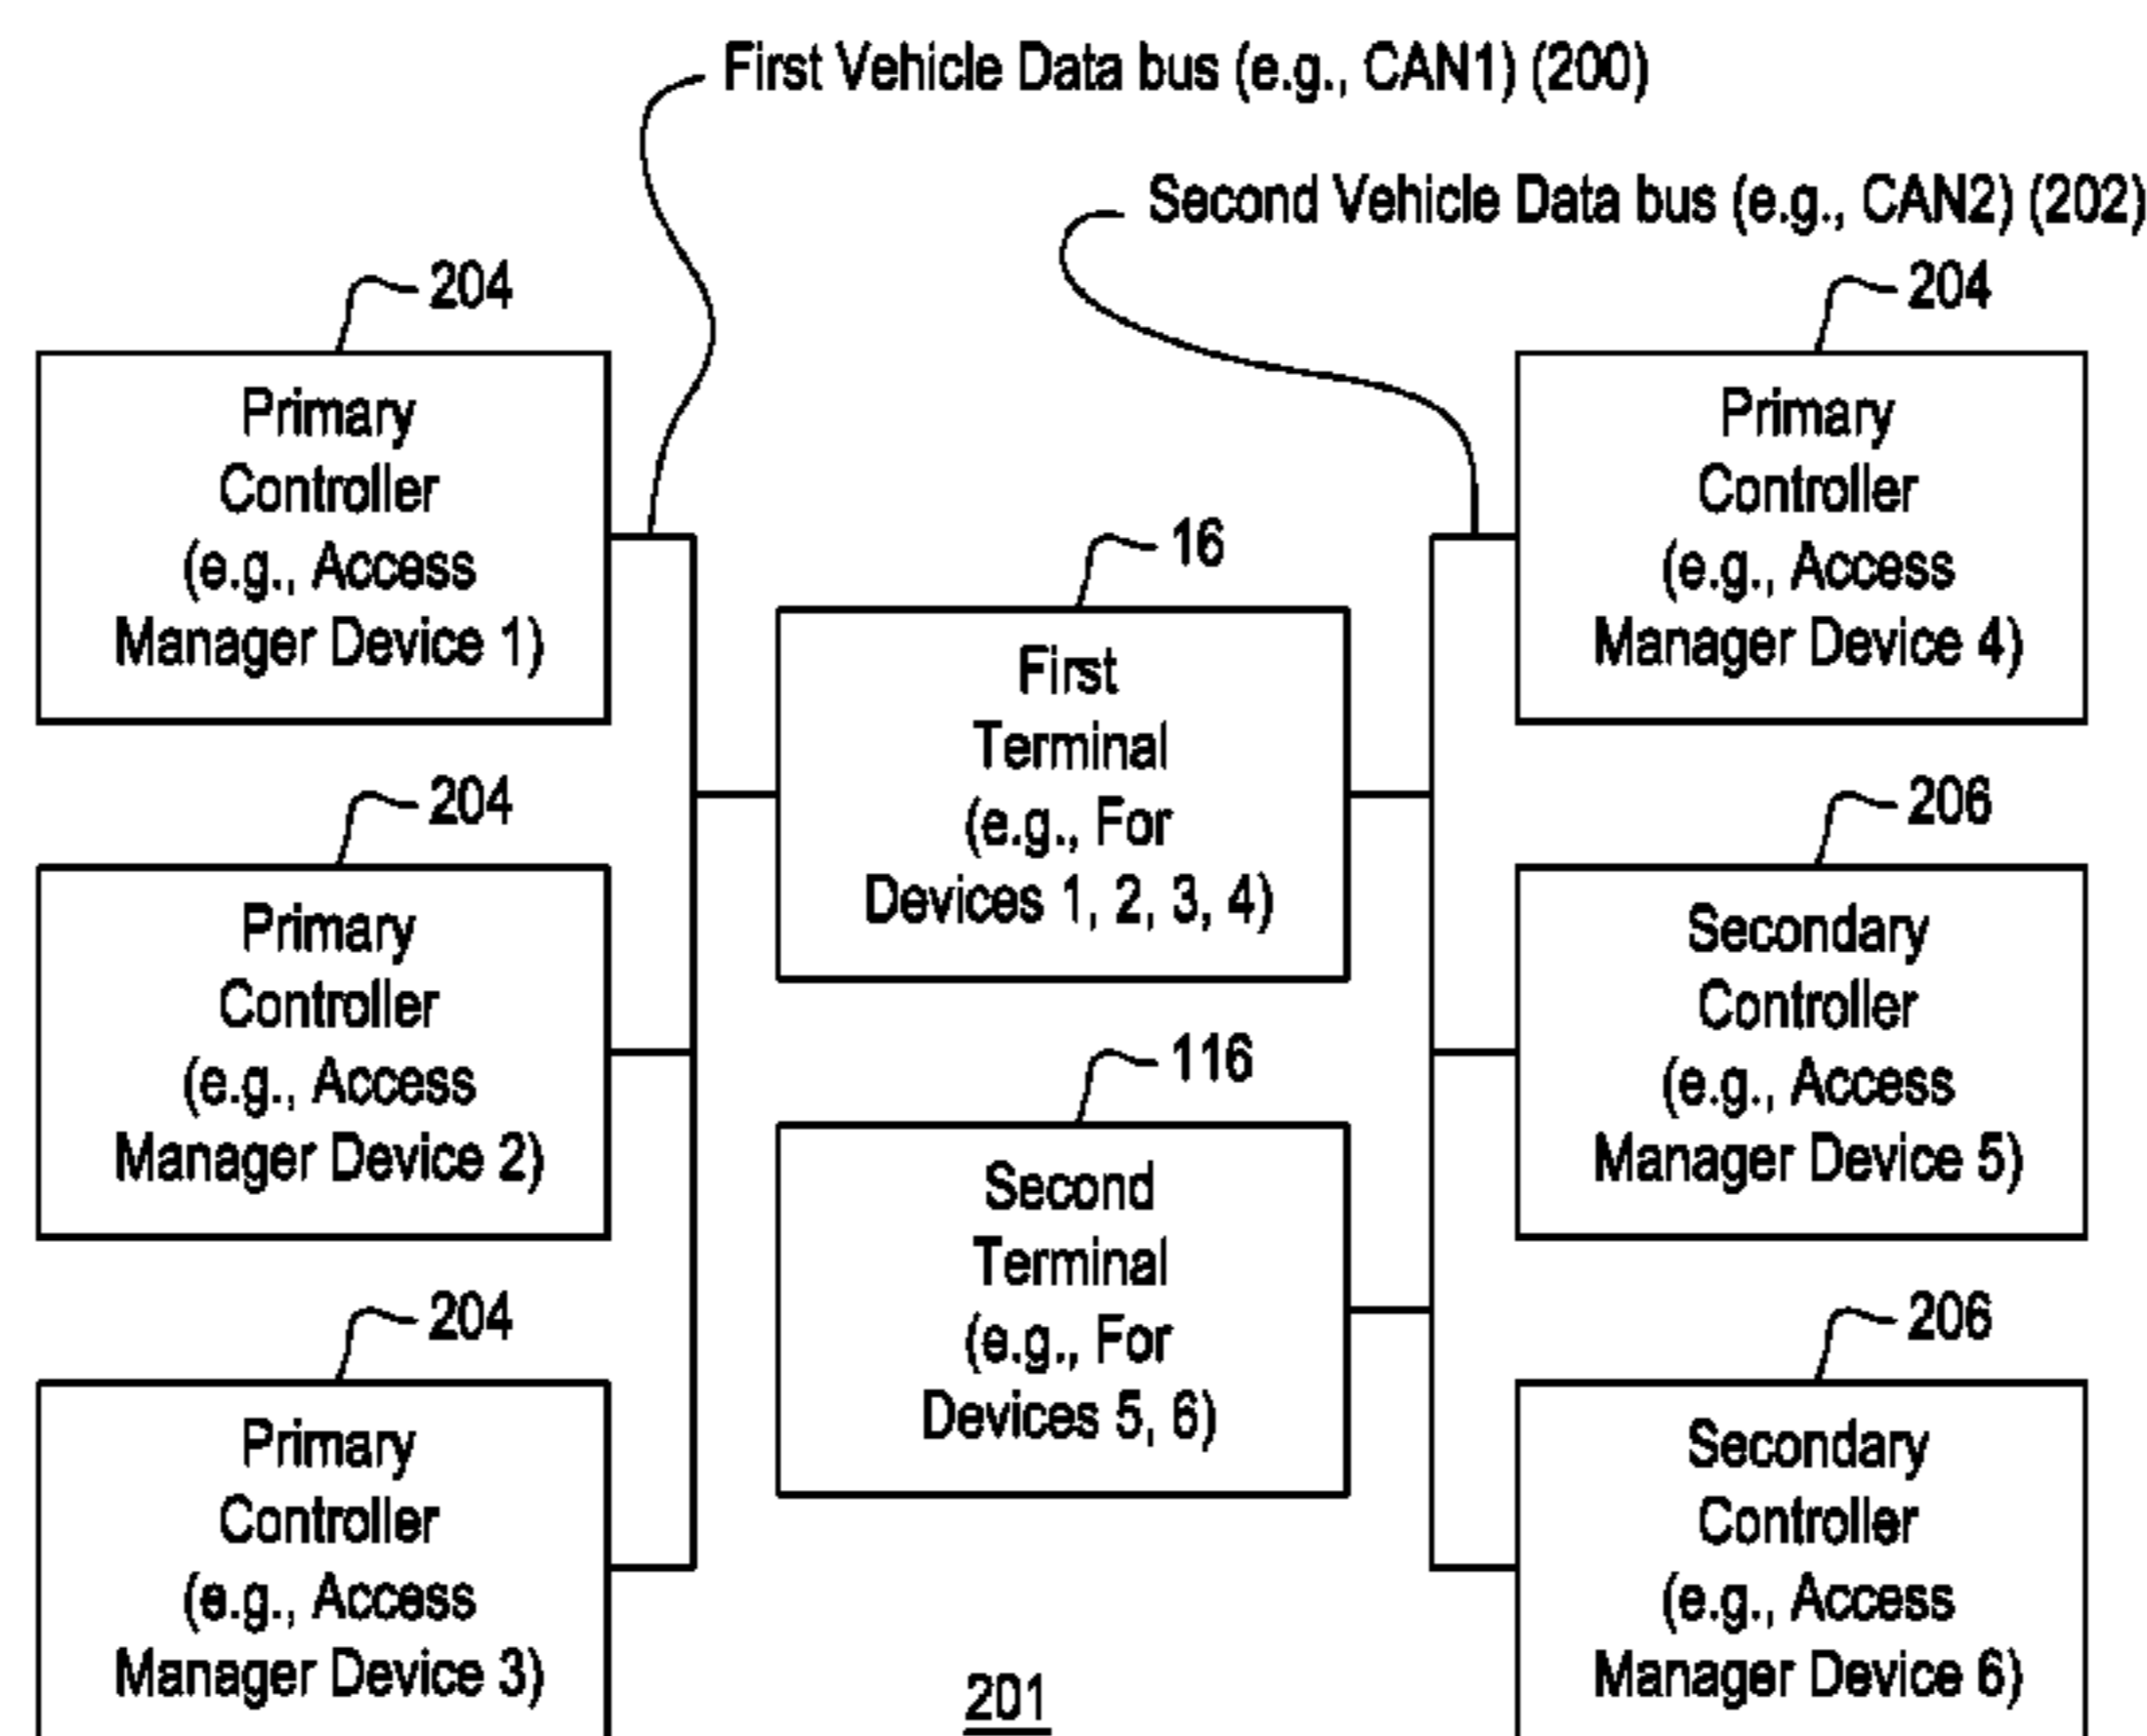 First Vehicle Data bus (e.g., CAN1) (200)
Second Vehicle Data bus (e.g., CAN2) (202)
204
Primary
Controller
(e.g., Access
Manager Device 1)
204
Primary
Controller
(e.g., Access
Manager Device 4)
16
First
Terminal
(e.g., For
Devices 1, 2, 3, 4)
204
Primary
Controller
(e.g., Access
Manager Device 2)
206
Secondary
Controller
(e.g., Access
Manager Device 5)
116
Second
Terminal
(e.g., For
Devices 5, 6)
204
Primary
Controller
(e.g., Access
Manager Device 3)
206
Secondary
Controller
(e.g., Access
Manager Device 6)
201